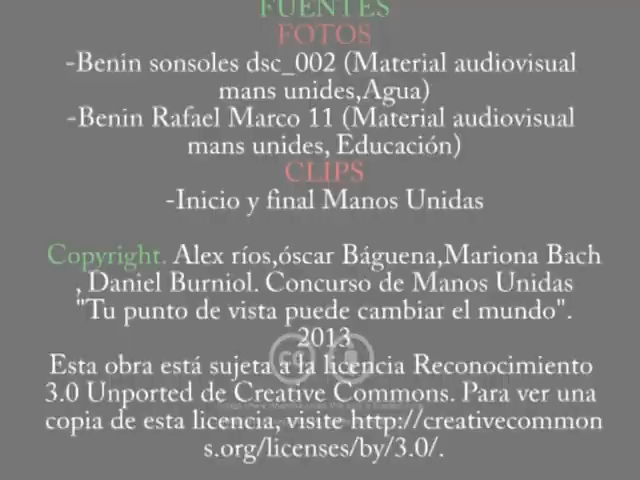 FUENTES
FOTOS
-Benin sonsoles dsc_002 (Material audiovisual
mans unides,Agua)
-Benin Rafael Marco 11 (Material audiovisual
mans unides, Educación)
CLIPS
-Inicio y final Manos Unidas
Copyright. Alex ríos,óscar Báguena,Mariona Bach
, Daniel Burniol. Concurso de Manos Unidas
"Tu punto de vista puede cambiar el mundo".
2013
Esta obra está sujeta a la licencia Reconocimiento
3.0 Unported de Creative Commons. Para ver una
copia de esta licencia, visite http://creativecommon
s.org/licenses/by/3.0/.